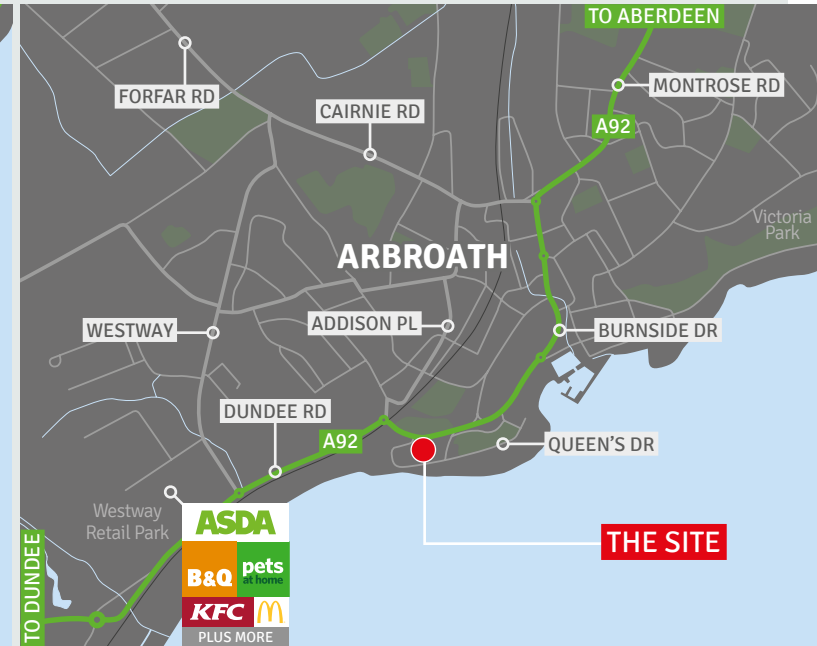 TO ABERDEEN
FORFAR RD
MONTROSE RD
CAIRNIE RD
A92
Victoria
Park
ARBROATH
WESTWAY
ADDISON PL
BURNSIDE DR
DUNDEE RD
A92
QUEEN'S DR
Westway
Retail Park
ASDA
THE SITE
B&Q
pets
at home
TO DUNDEE
KFC
M
PLUS MORE